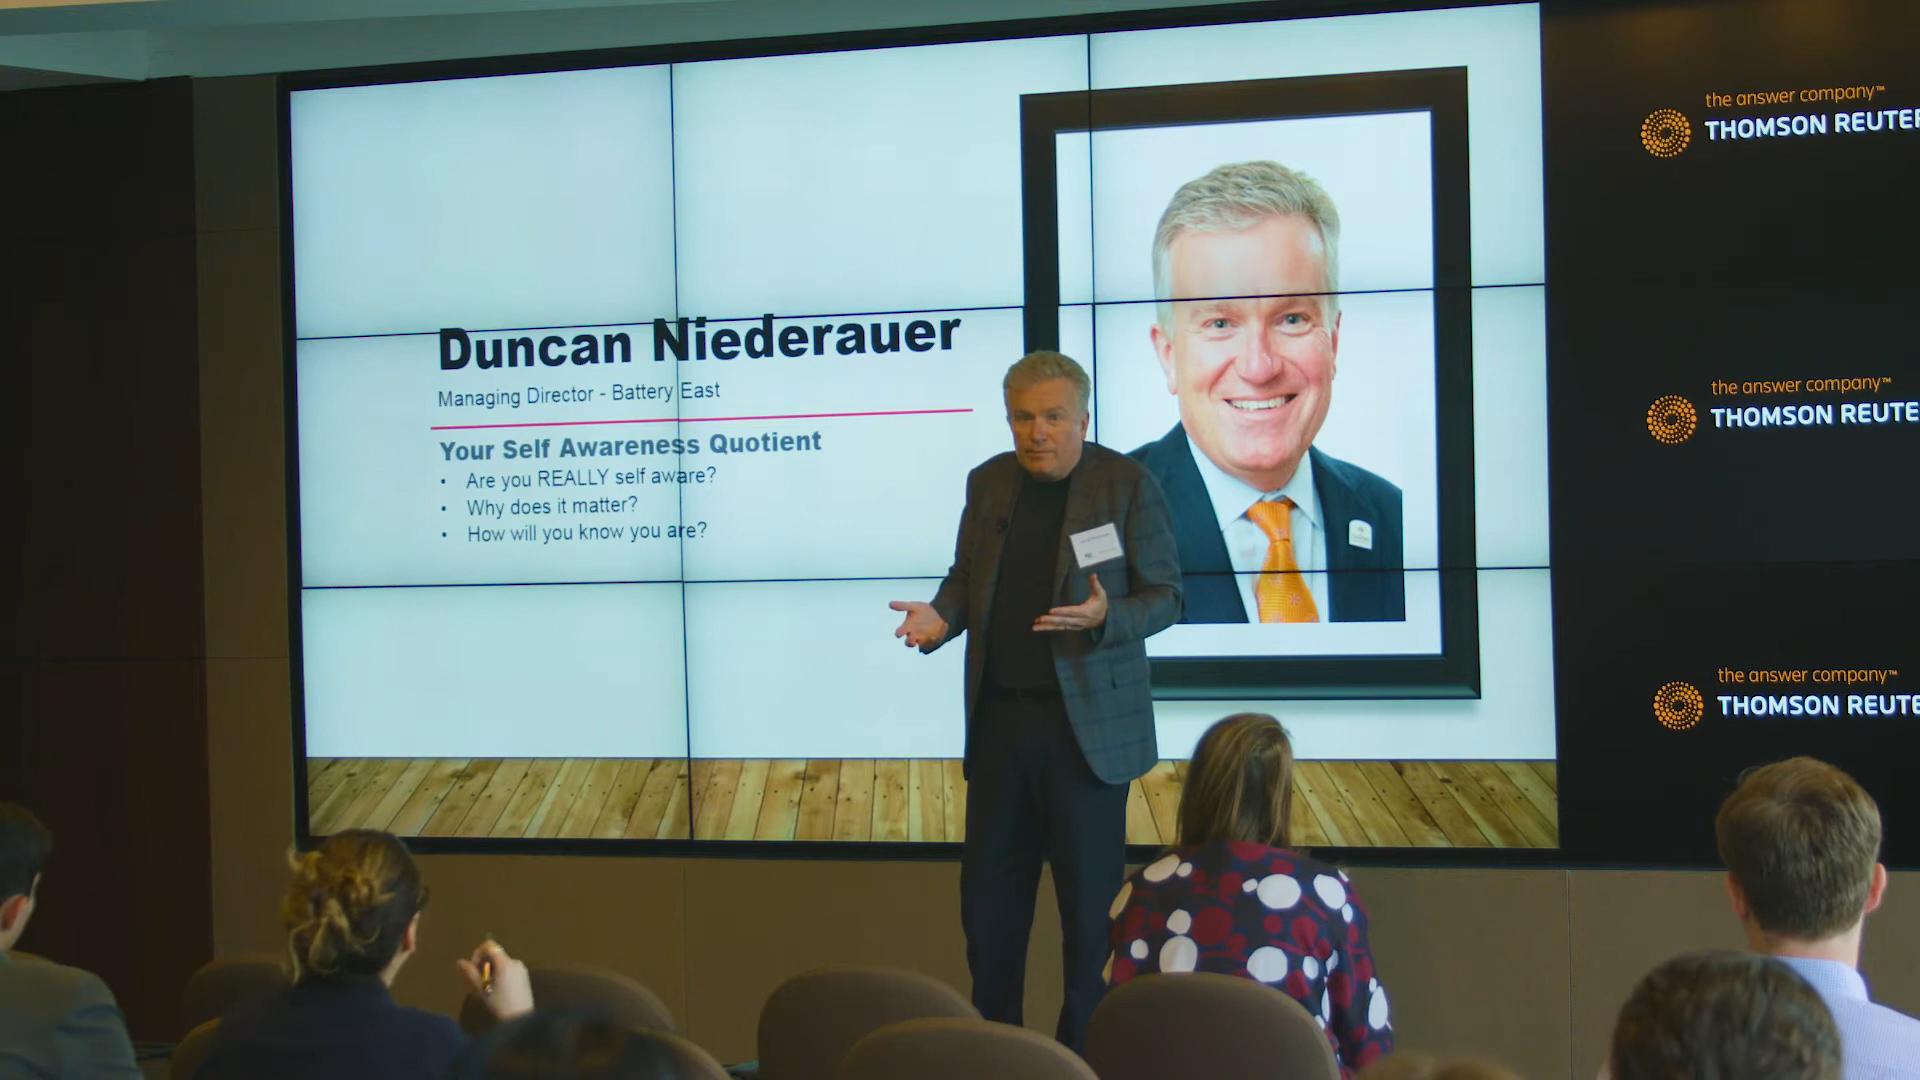 Duncan Niederauer
Managing Director - Battery East
Your Self Awareness Quotient
• Are you REALLY self aware?
• Why does it matter?
• How will you know you are?
the answer company™
THOMSON REUTER
the answer company™
THOMSON REUTE
the answer company™
THOMSON REUTE